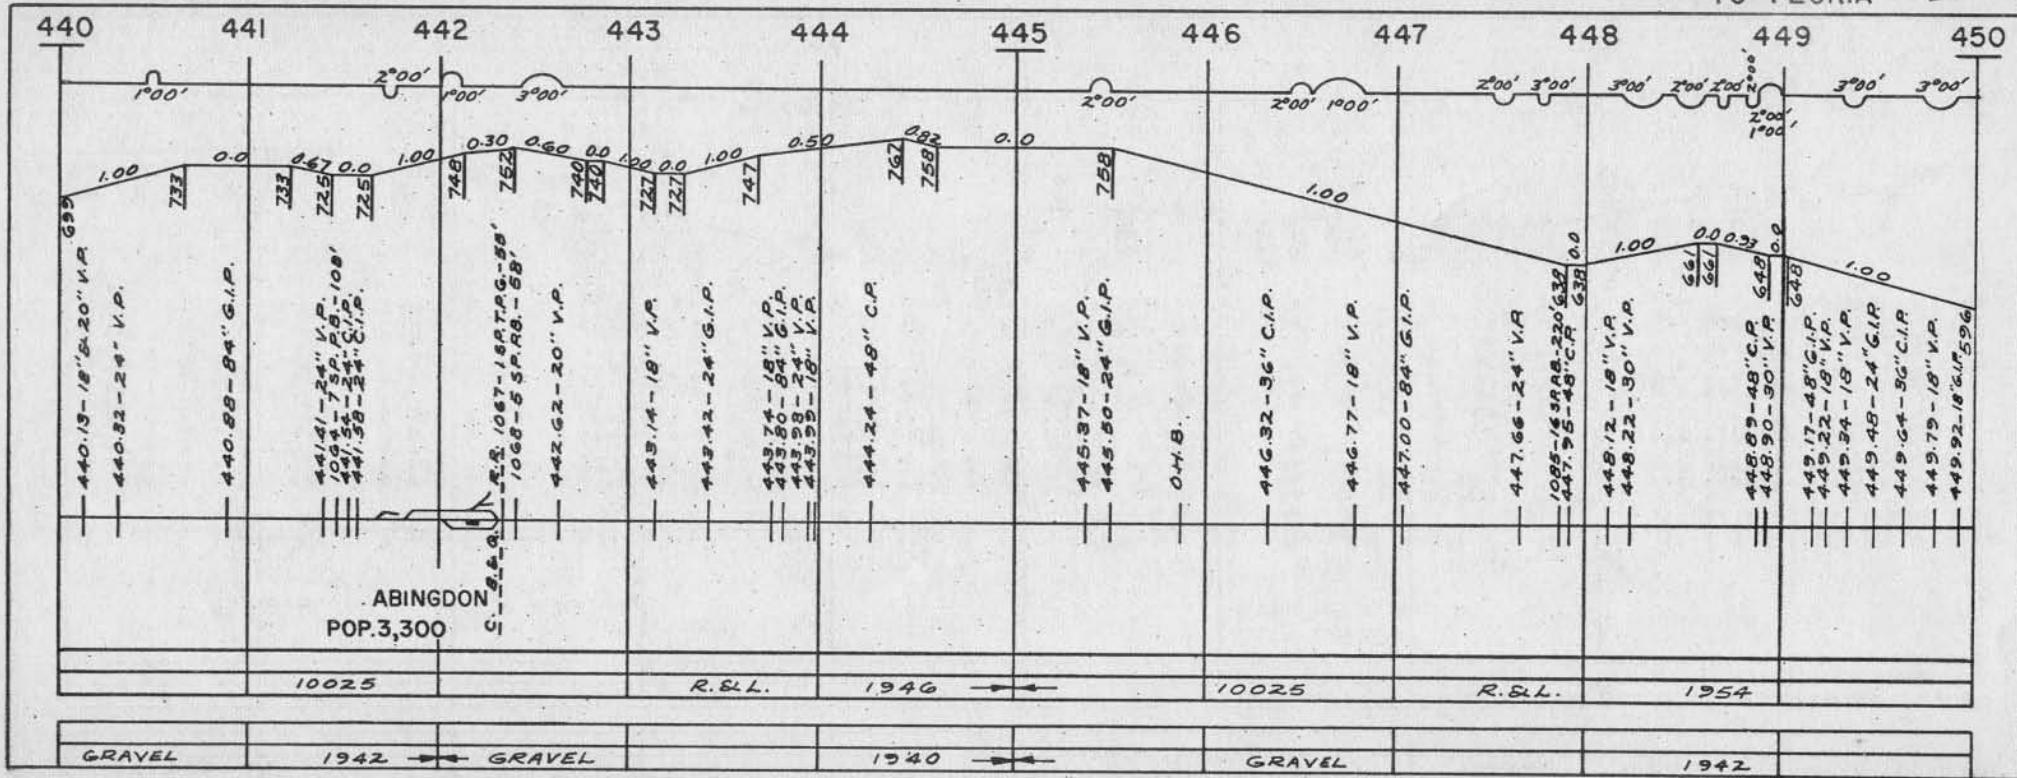 TO PEORIA
440 441 442 443 444 445 446 447 448 449 450
1°00' 2°00' 1°00' 3°00' 2°00' 2°00' 1°00' 2°00' 3°00' 3°00' 2°00' 2°00' 2°00' 2°00' 1°00' 3°00' 3°00'
1.00 0.0 0.67 0.0 1.00 0.30 0.60 0.0 1.00 0.0 1.00 0.50 0.82 0.0 1.00 0.0 1.00 0.0 0.93 0.0 1.00
699 733 733 725 725 748 752 740 740 727 727 747 767 758 758 638 638 661 661 648 648 596
440.13-18"&20" V.P.
440.32-24" V.P.
440.88-84" G.I.P.
441.41-24" V.P.
1064-7 SP. P.B.-108'
441.54-24" C.I.P.
441.58-24" C.I.P.
C. B. & Q. R.R. 1067-1 SP.T.P.G.-58'
1068-5 SP. P.B.-58'
442.62-20" V.P.
443.14-18" V.P.
443.42-24" G.I.P.
443.74-18" V.P.
443.80-84" G.I.P.
443.98-24" V.P.
443.99-18" V.P.
444.24-48" C.P.
445.37-18" V.P.
445.50-24" G.I.P.
O.H.B.
446.32-36" C.I.P.
446.77-18" V.P.
447.00-84" G.I.P.
447.66-24" V.P.
1085-16 SP. P.B.-220'
447.95-48" C.P.
448.12-18" V.P.
448.22-30" V.P.
448.89-48" C.P.
448.90-30" V.P.
449.17-48" G.I.P.
449.22-18" V.P.
449.34-18" V.P.
449.48-24" G.I.P.
449.64-36" C.I.P.
449.79-18" V.P.
449.92-18" G.I.P.
ABINGDON
POP. 3,300
10025 R.&L. 1946 10025 R.&L. 1954
GRAVEL 1942 GRAVEL 1940 GRAVEL 1942